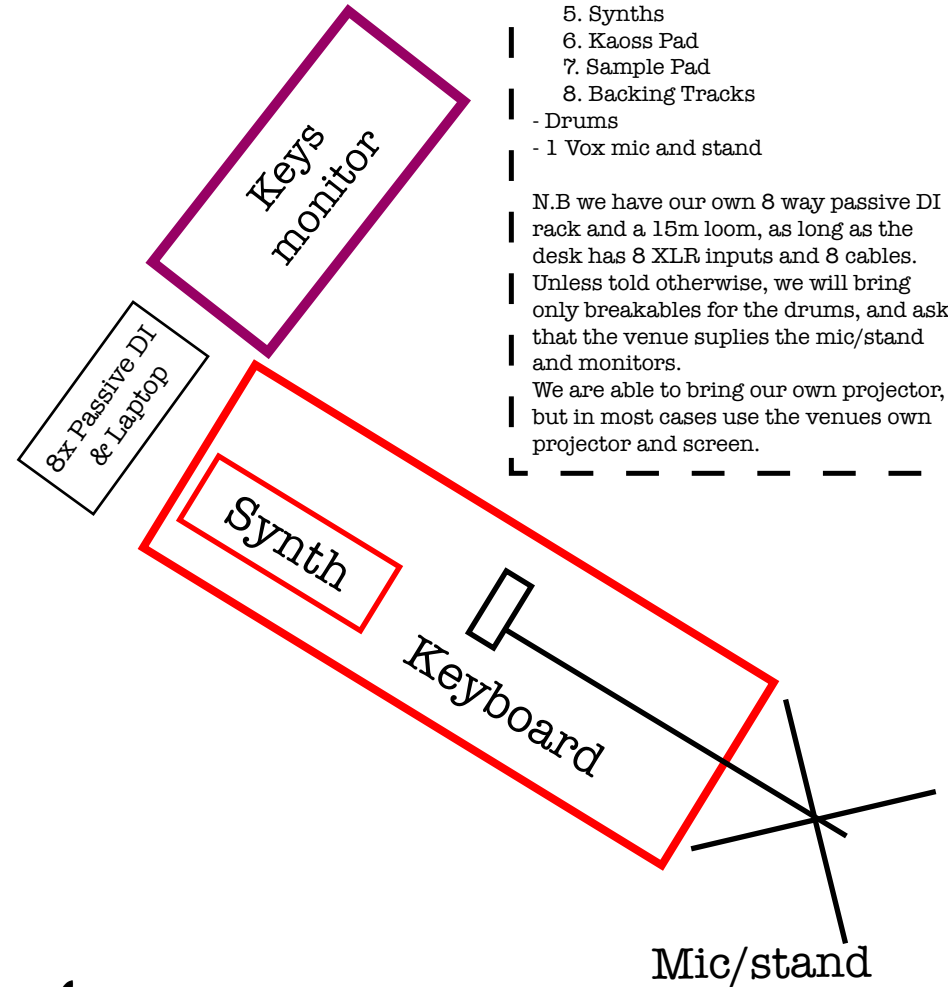 5. Synths
6. Kaoss Pad
7. Sample Pad
8. Backing Tracks
- Drums
- 1 Vox mic and stand
N.B we have our own 8 way passive DI
rack and a 15m loom, as long as the
desk has 8 XLR inputs and 8 cables.
Unless told otherwise, we will bring
only breakables for the drums, and ask
that the venue suplies the mic/stand
and monitors.
We are able to bring our own projector,
but in most cases use the venues own
projector and screen.
Keys
monitor
8x Passive DI
& Laptop
Synth
Keyboard
Mic/stand